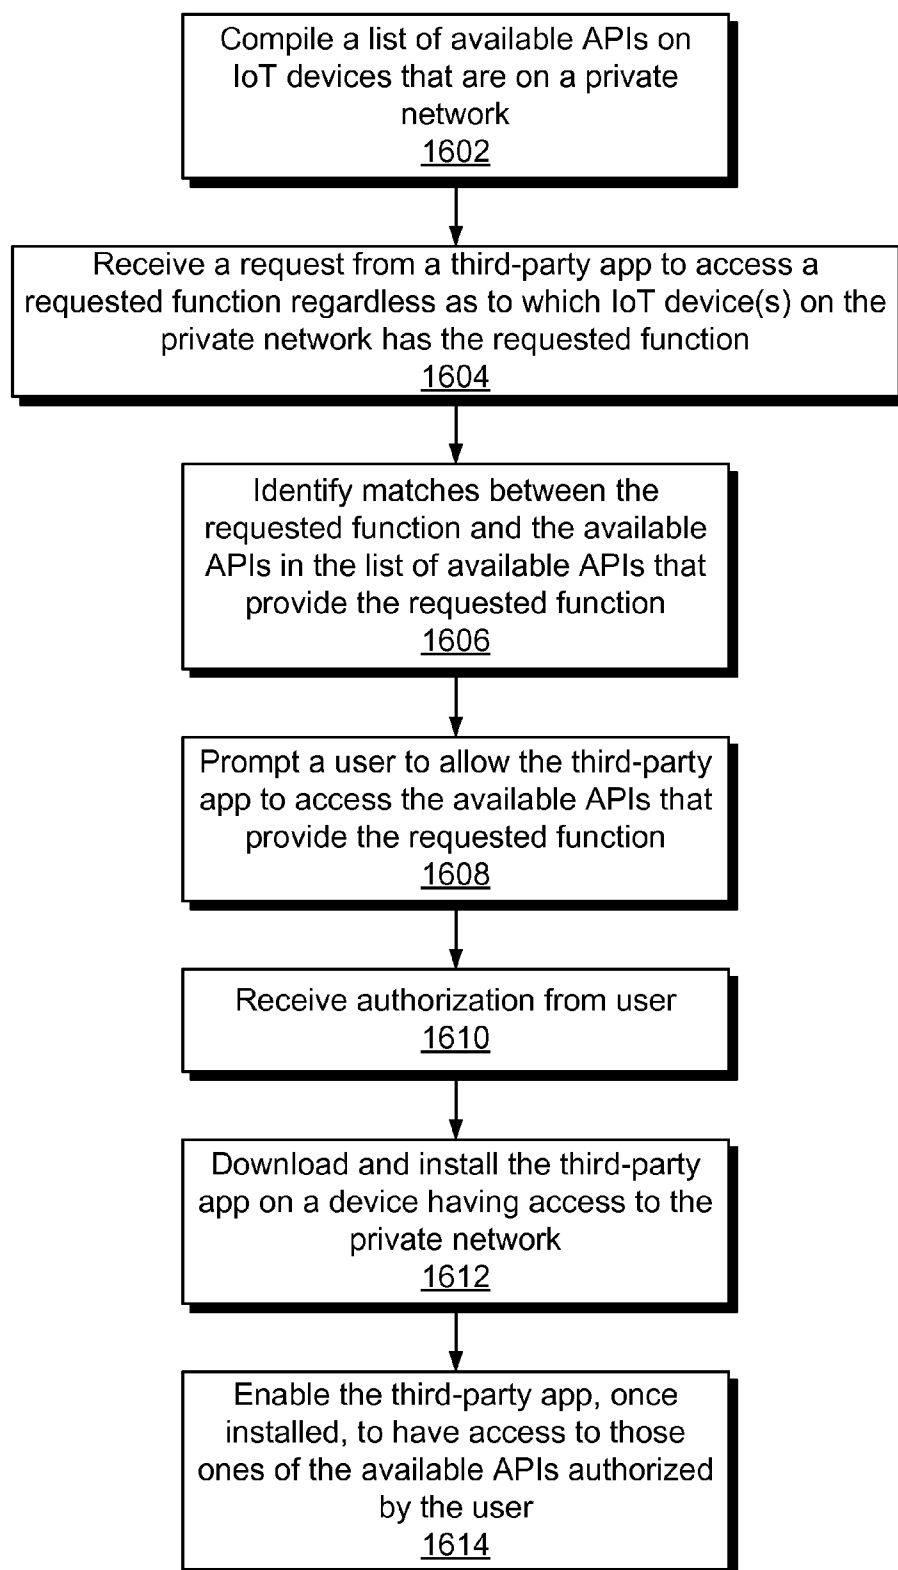 Compile a list of available APIs on
IoT devices that are on a private
network
1602
Receive a request from a third-party app to access a
requested function regardless as to which IoT device(s) on the
private network has the requested function
1604
Identify matches between the
requested function and the available
APIs in the list of available APIs that
provide the requested function
1606
Prompt a user to allow the third-party
app to access the available APIs that
provide the requested function
1608
Receive authorization from user
1610
Download and install the third-party
app on a device having access to the
private network
1612
Enable the third-party app, once
installed, to have access to those
ones of the available APIs authorized
by the user
1614